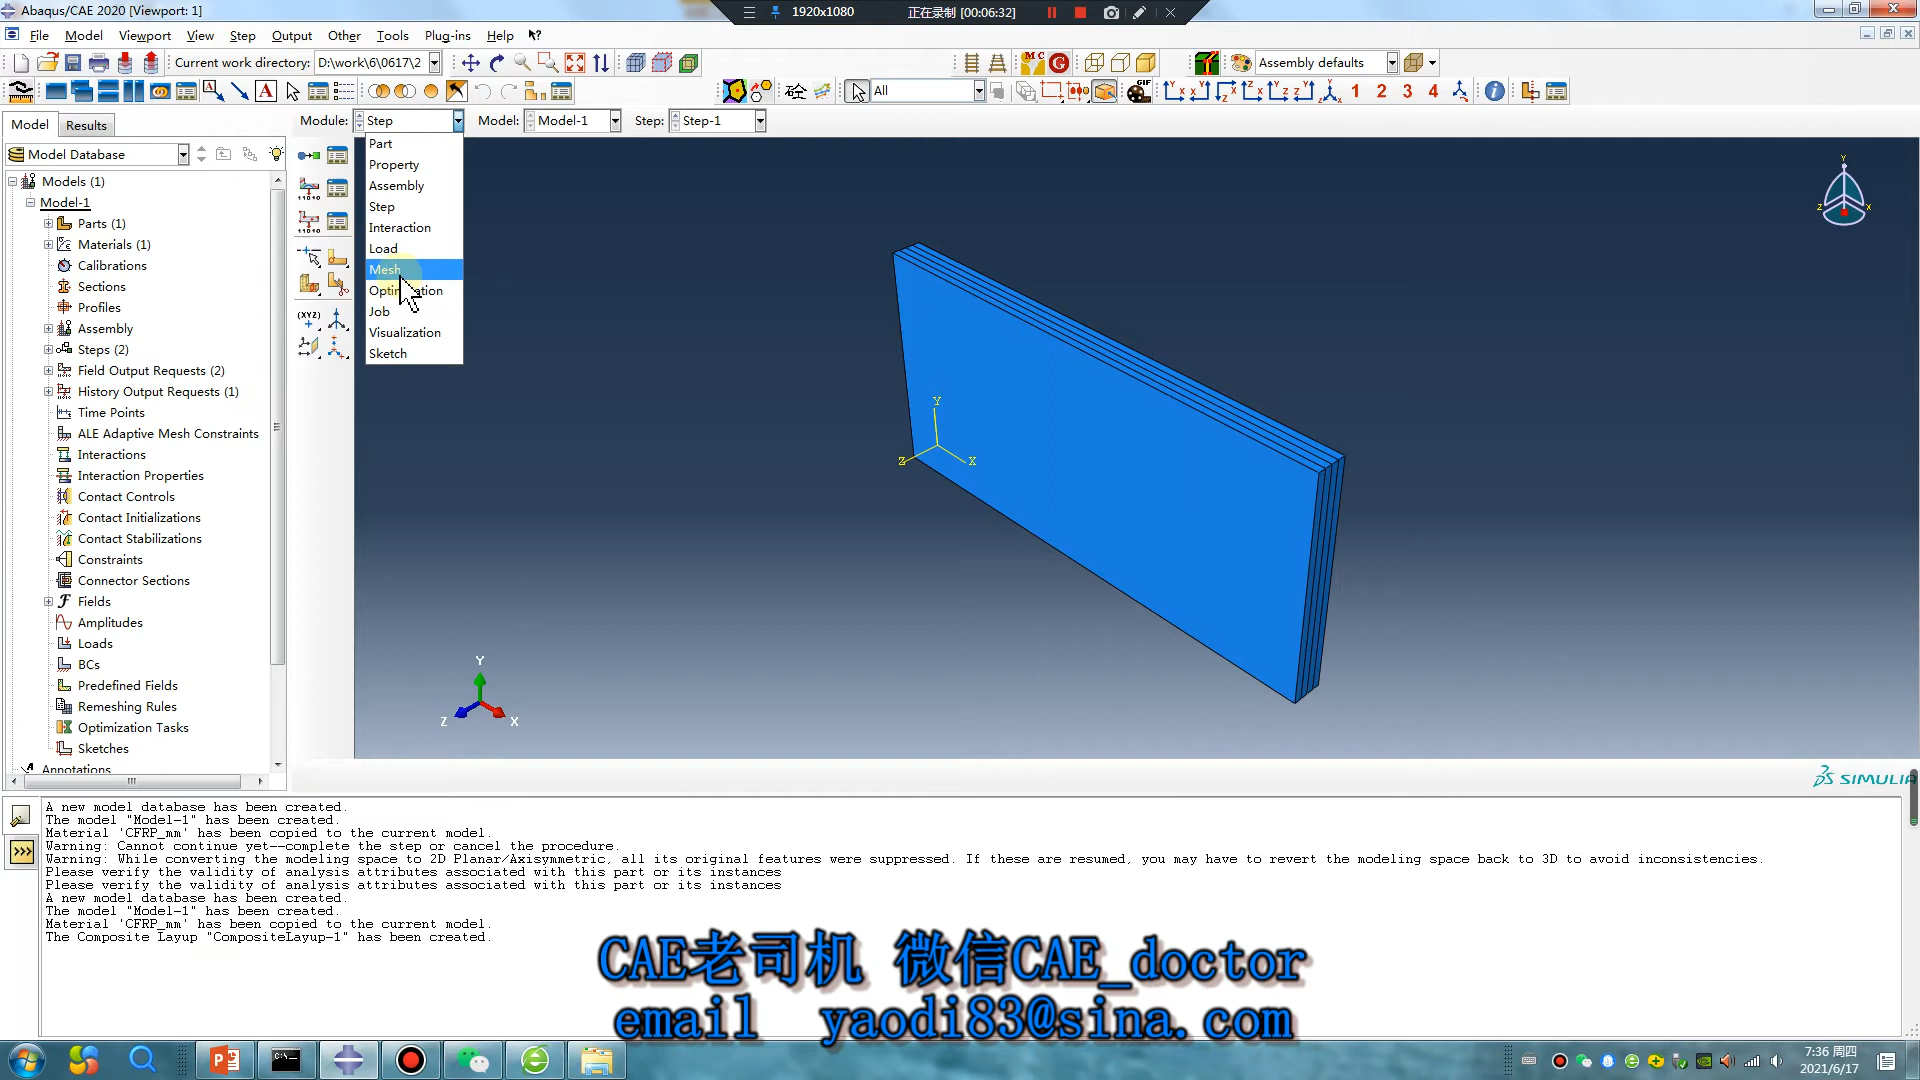 Abaqus/CAE 2020 [Viewport: 1]
1920x1080
正在录制 [00:06:32]
File Model Viewport View Step Output Other Tools Plug-ins Help
Current work directory: D:\work\6\0617\2
Assembly defaults
All
1 2 3 4
Model Results
Module: Step Model: Model-1 Step: Step-1
Model Database
Part
Property
Assembly
Step
Interaction
Load
Mesh
Job
Visualization
Sketch
Models (1)
Model-1
Parts (1)
Materials (1)
Calibrations
Sections
Profiles
Assembly
Steps (2)
Field Output Requests (2)
History Output Requests (1)
Time Points
ALE Adaptive Mesh Constraints
Interactions
Interaction Properties
Contact Controls
Contact Initializations
Contact Stabilizations
Constraints
Connector Sections
Fields
Amplitudes
Loads
BCs
Predefined Fields
Remeshing Rules
Optimization Tasks
Sketches
Annotations
Y
Z
X
Y
Z
X
Y
Z
X
SIMULIA
A new model database has been created.
The model "Model-1" has been created.
Material 'CFRP_mm' has been copied to the current model.
Warning: Cannot continue yet--complete the step or cancel the procedure.
Warning: While converting the modeling space to 2D Planar/Axisymmetric, all its original features were suppressed. If these are resumed, you may have to revert the modeling space back to 3D to avoid inconsistencies.
Please verify the validity of analysis attributes associated with this part or its instances
Please verify the validity of analysis attributes associated with this part or its instances
A new model database has been created.
The model "Model-1" has been created.
Material 'CFRP_mm' has been copied to the current model.
The Composite Layup "CompositeLayup-1" has been created.
CAE老司机 微信CAE_doctor
email yaodi83@sina.com
7:36 周四
2021/6/17